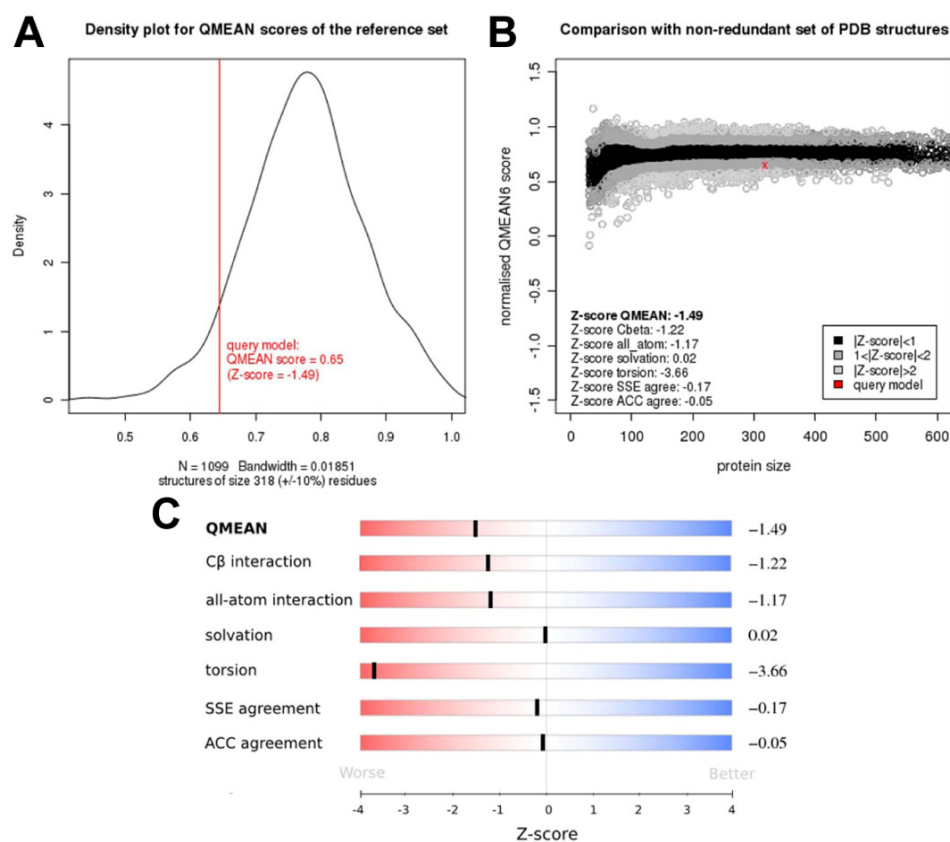 A
Density plot for QMEAN scores of the reference set
Density
0
1
2
3
4
query model:
QMEAN score = 0.65
(Z-score = -1.49)
0.5 0.6 0.7 0.8 0.9 1.0
N = 1099 Bandwidth = 0.01851
structures of size 318 (+/-10%) residues
B
Comparison with non-redundant set of PDB structures
normalised QMEAN6 score
1.5
1.0
0.5
0.0
-0.5
-1.0
-1.5
x
Z-score QMEAN: -1.49
Z-score Cbeta: -1.22
Z-score all_atom: -1.17
Z-score solvation: 0.02
Z-score torsion: -3.66
Z-score SSE agree: -0.17
Z-score ACC agree: -0.05
|Z-score|<1
1<|Z-score|<2
|Z-score|>2
query model
0 100 200 300 400 500 600
protein size
C
QMEAN −1.49
Cβ interaction −1.22
all-atom interaction −1.17
solvation 0.02
torsion −3.66
SSE agreement −0.17
ACC agreement −0.05
Worse Better
-4 -3 -2 -1 0 1 2 3 4
Z-score